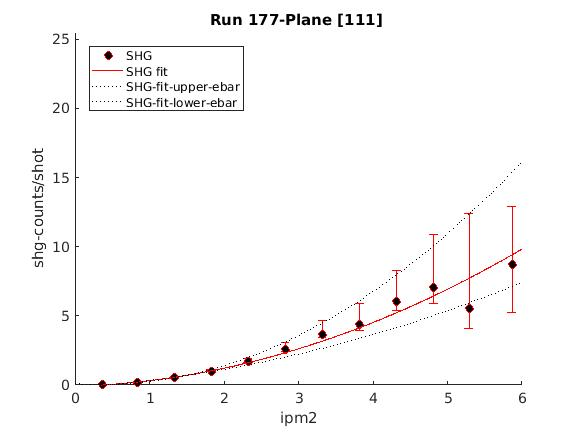 Run 177-Plane [111]
25
20
15
10
5
0
shg-counts/shot
SHG
SHG fit
SHG-fit-upper-ebar
SHG-fit-lower-ebar
0 1 2 3 4 5 6
ipm2